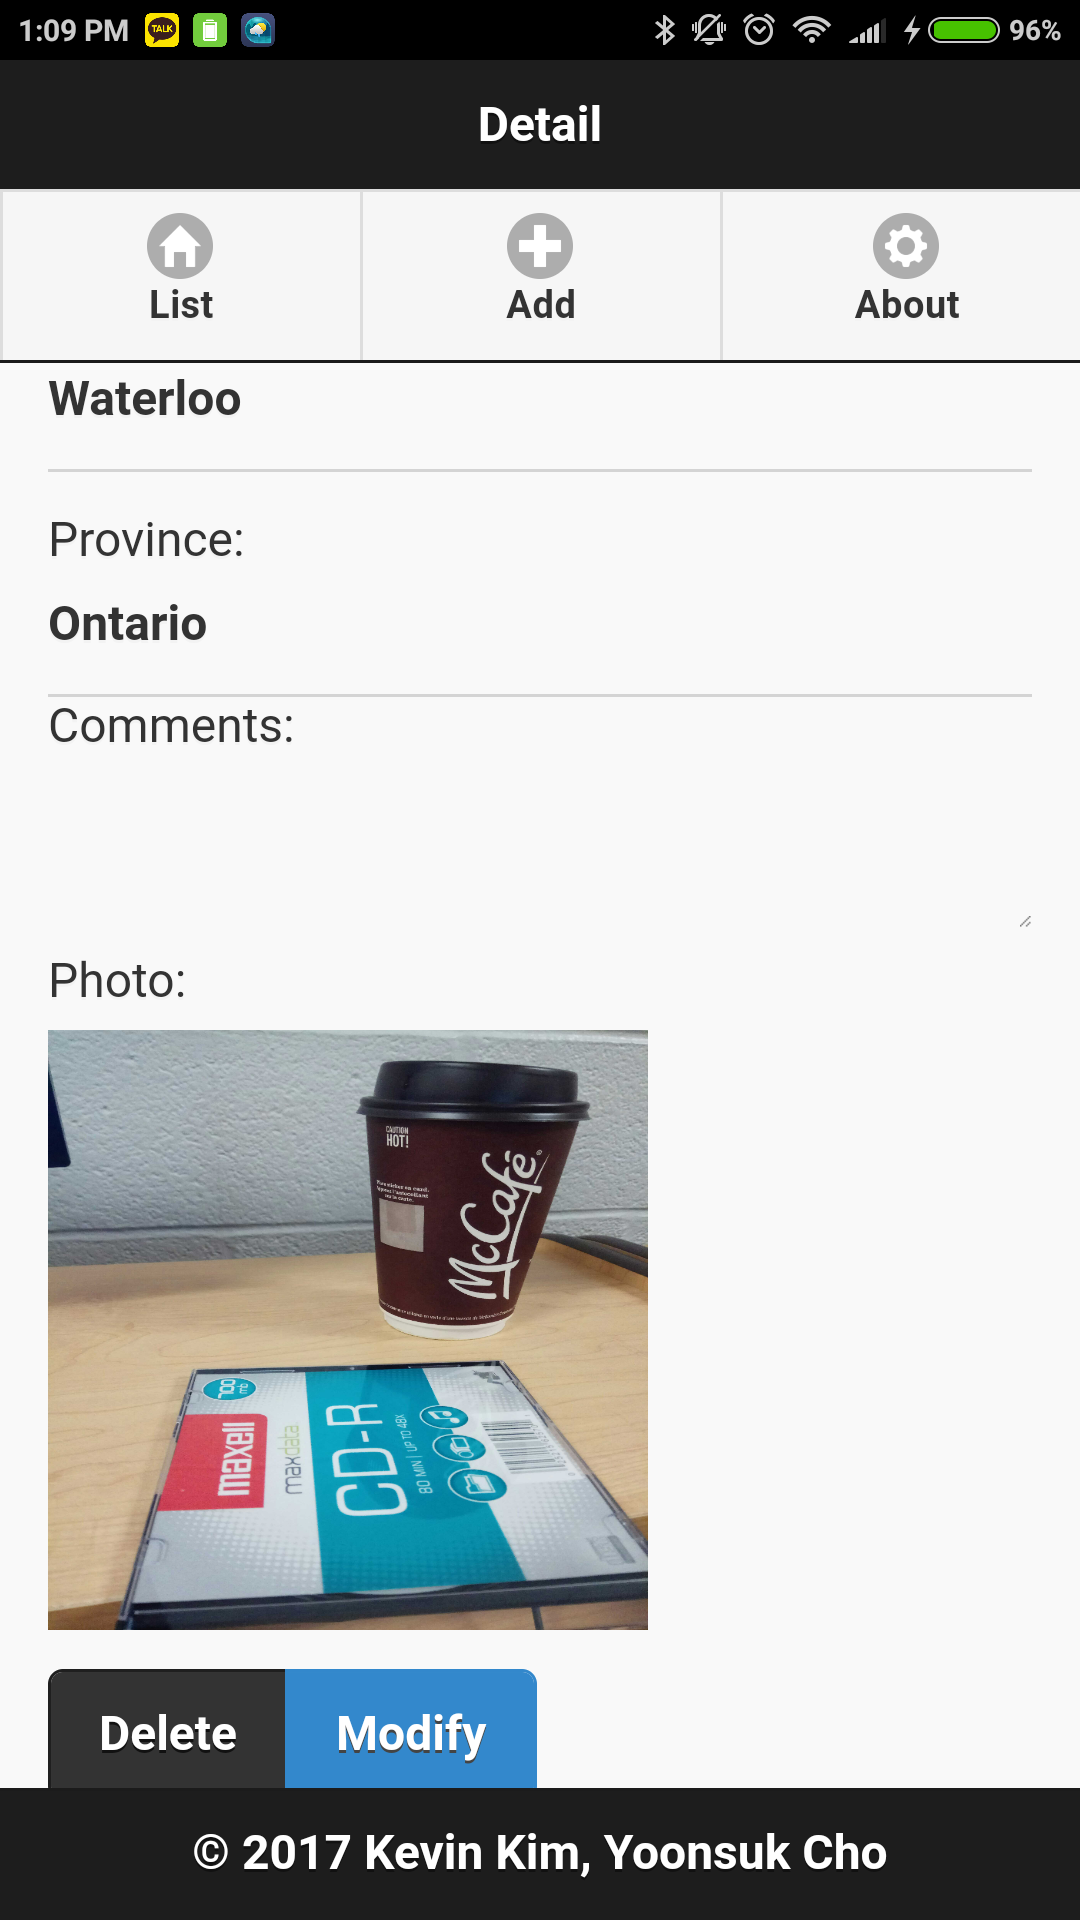 1:09 PM TALK 96%
Detail
List Add About
Waterloo
Province:
Ontario
Comments:
Photo:
CAUTION
HOT!
McCafé
700
mb
maxell
maxdata
CD-R
80 MIN | UP TO 48X
Delete Modify
© 2017 Kevin Kim, Yoonsuk Cho